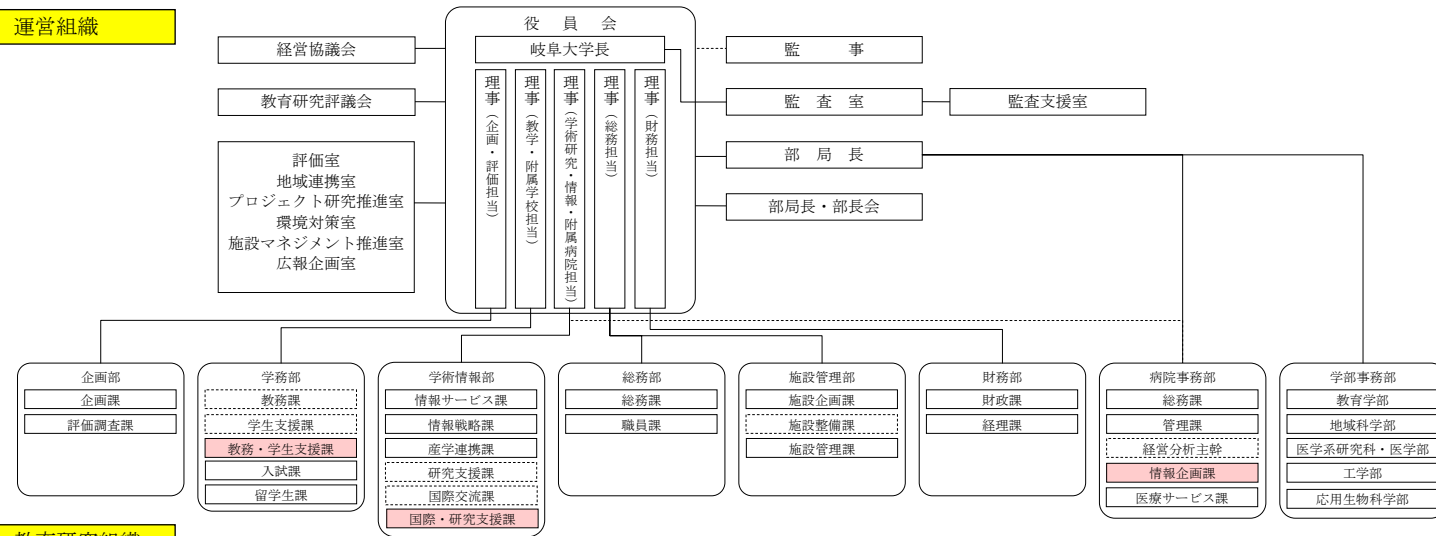 運営組織
役 員 会
岐阜大学長
経営協議会
教育研究評議会
評価室
地域連携室
プロジェクト研究推進室
環境対策室
施設マネジメント推進室
広報企画室
理事（企画・評価担当）
理事（教学・附属学校担当）
理事（学術研究・情報・附属病院担当）
理事（総務担当）
理事（財務担当）
監 事
監 査 室
監査支援室
部 局 長
部局長・部長会
企画部
企画課
評価調査課
学務部
教務課
学生支援課
教務・学生支援課
入試課
留学生課
学術情報部
情報サービス課
情報戦略課
産学連携課
研究支援課
国際交流課
国際・研究支援課
総務部
総務課
職員課
施設管理部
施設企画課
施設整備課
施設管理課
財務部
財政課
経理課
病院事務部
総務課
管理課
経営分析主幹
情報企画課
医療サービス課
学部事務部
教育学部
地域科学部
医学系研究科・医学部
工学部
応用生物科学部